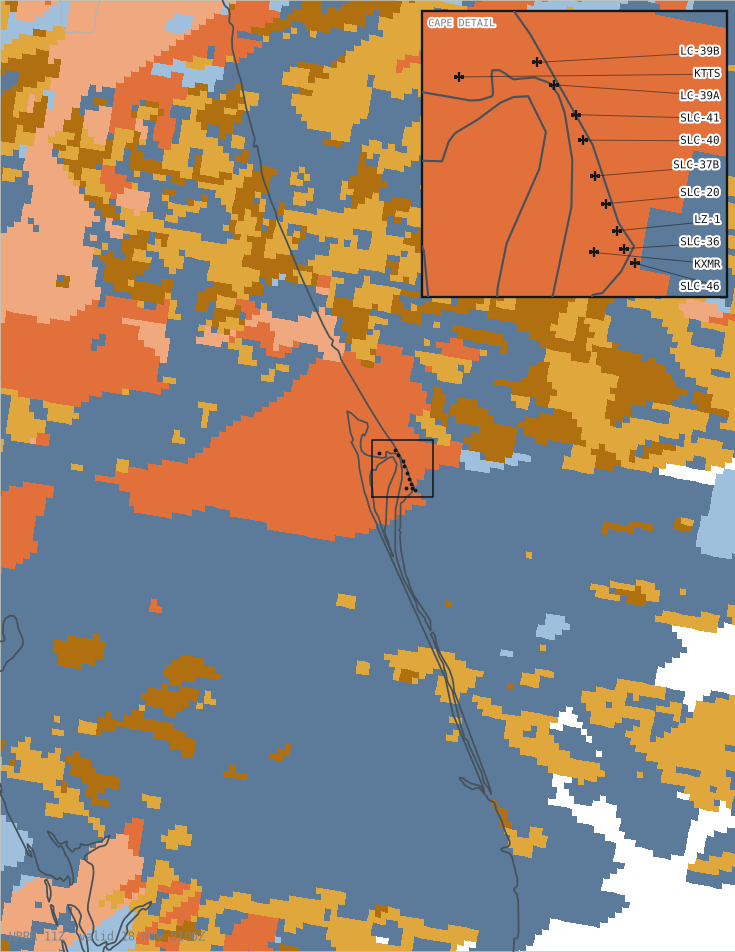 CAPE DETAIL
LC-39B
KTTS
LC-39A
SLC-41
SLC-40
SLC-37B
SLC-20
LZ-1
SLC-36
KXMR
SLC-46